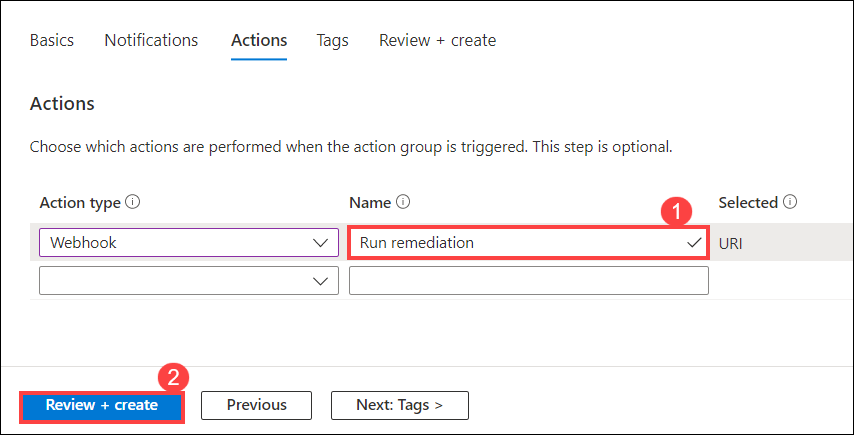 Basics Notifications Actions Tags Review + create
Actions
Choose which actions are performed when the action group is triggered. This step is optional.
Action type Name Selected
1
Webhook Run remediation URI
2
Review + create Previous Next: Tags >